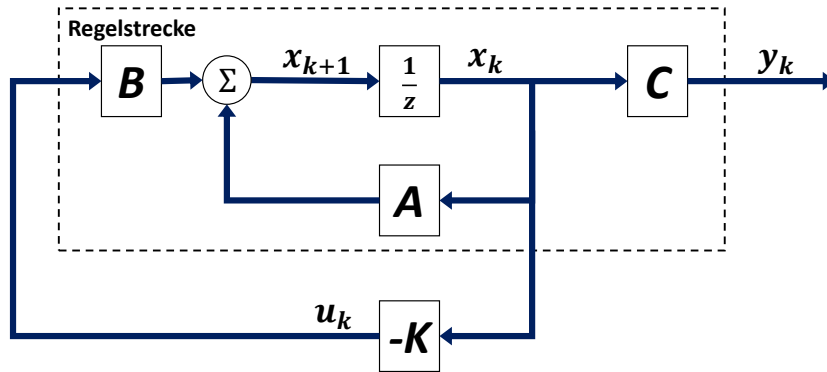 Regelstrecke
B
Σ
x_{k+1}
1/z
x_k
C
y_k
A
u_k
-K